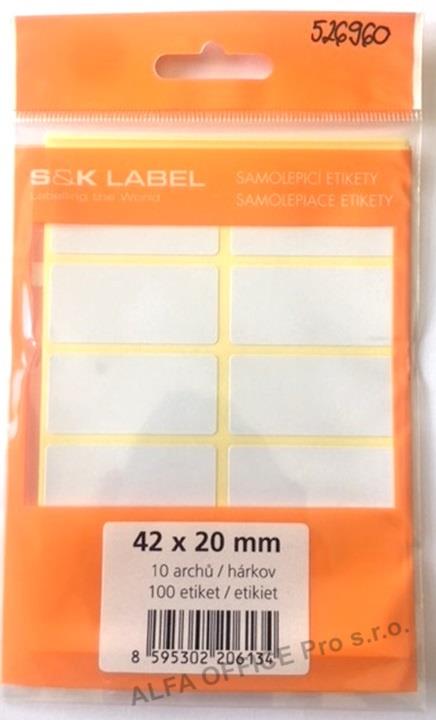 526960
S&K LABEL
Labelling the World
SAMOLEPICÍ ETIKETY
SAMOLEPIACE ETIKETY
42 x 20 mm
10 archů / hárkov
100 etiket / etikiet
8 595302 206134
ALFA OFFICE Pro s.r.o.